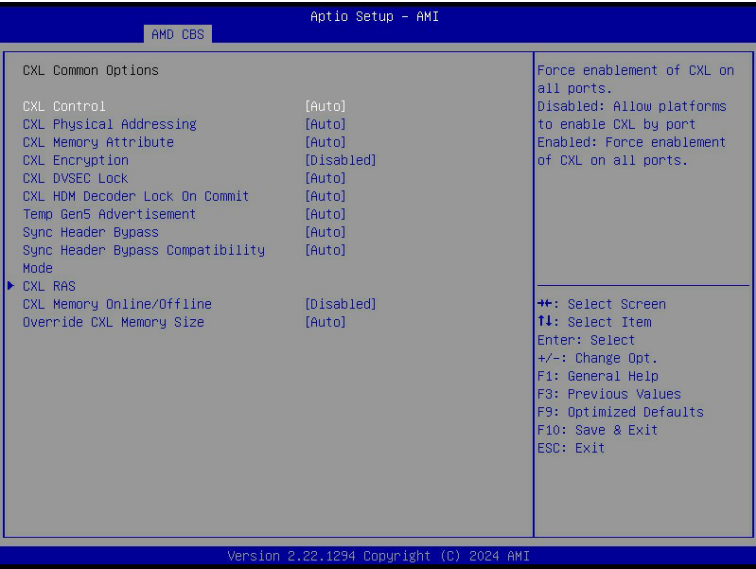 Aptio Setup – AMI
AMD CBS
CXL Common Options
CXL Control [Auto]
CXL Physical Addressing [Auto]
CXL Memory Attribute [Auto]
CXL Encryption [Disabled]
CXL DVSEC Lock [Auto]
CXL HDM Decoder Lock On Commit [Auto]
Temp Gen5 Advertisement [Auto]
Sync Header Bypass [Auto]
Sync Header Bypass Compatibility [Auto]
Mode
CXL RAS
CXL Memory Online/Offline [Disabled]
Override CXL Memory Size [Auto]
Force enablement of CXL on
all ports.
Disabled: Allow platforms
to enable CXL by port
Enabled: Force enablement
of CXL on all ports.
→←: Select Screen
↑↓: Select Item
Enter: Select
+/-: Change Opt.
F1: General Help
F3: Previous Values
F9: Optimized Defaults
F10: Save & Exit
ESC: Exit
Version 2.22.1294 Copyright (C) 2024 AMI